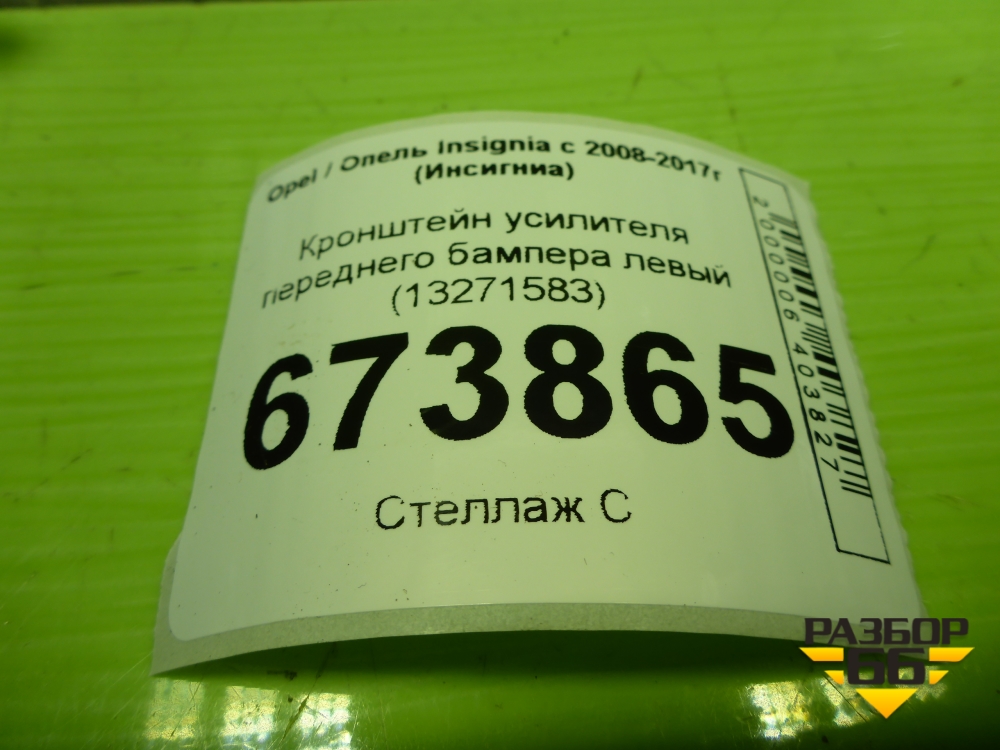 Opel / Опель Insignia с 2008-2017г
(Инсигниа)
Кронштейн усилителя
переднего бампера левый
(13271583)
673865
Стеллаж С
2000006403827
РАЗБОР
66